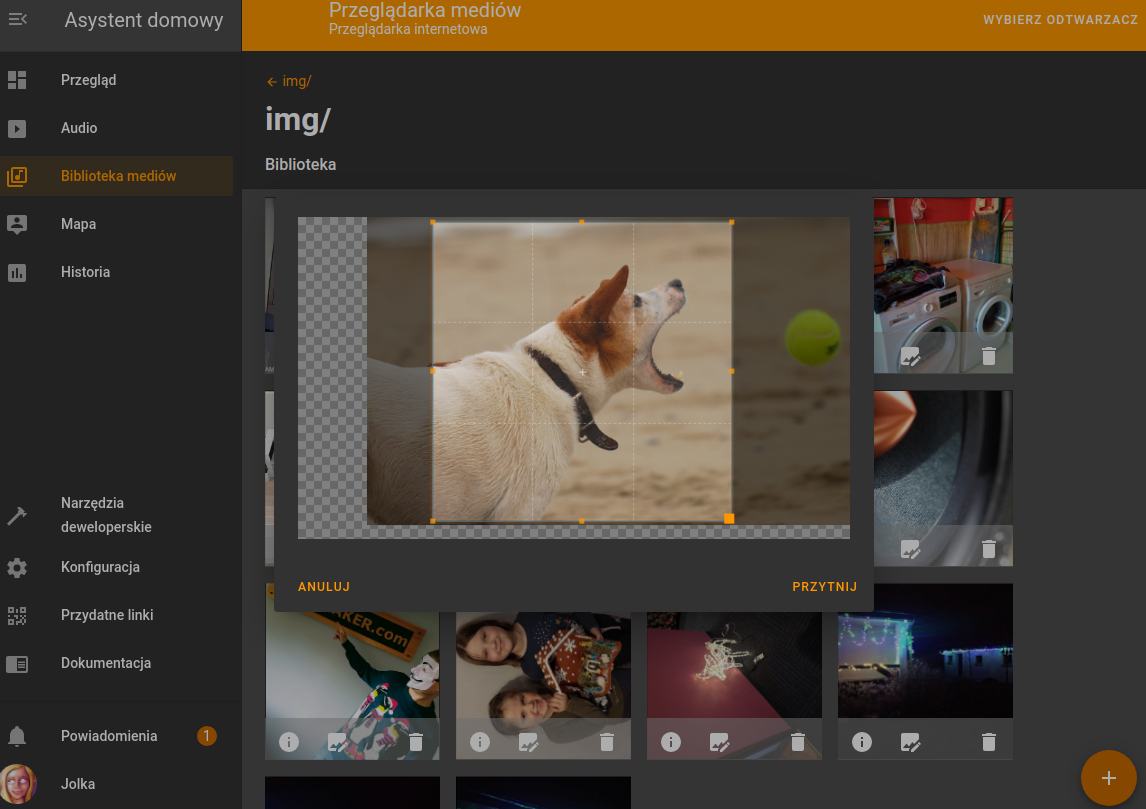 Asystent domowy
Przeglądarka mediów
Przeglądarka internetowa
WYBIERZ ODTWARZACZ
Przegląd
Audio
Biblioteka mediów
Mapa
Historia
← img/
img/
Biblioteka
ANULUJ
PRZYTNIJ
Narzędzia
deweloperskie
Konfiguracja
Przydatne linki
Dokumentacja
Powiadomienia
1
Jolka
AKER.com